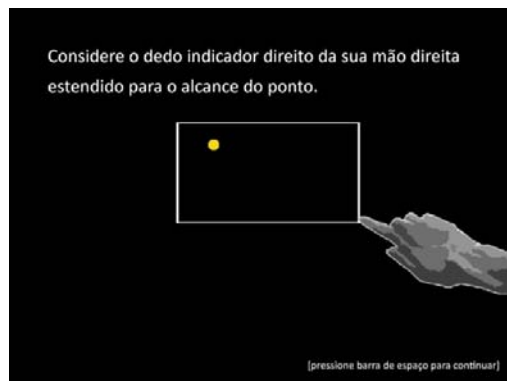 Considere o dedo indicador direito da sua mão direita
estendido para o alcance do ponto.
[pressione barra de espaço para continuar]